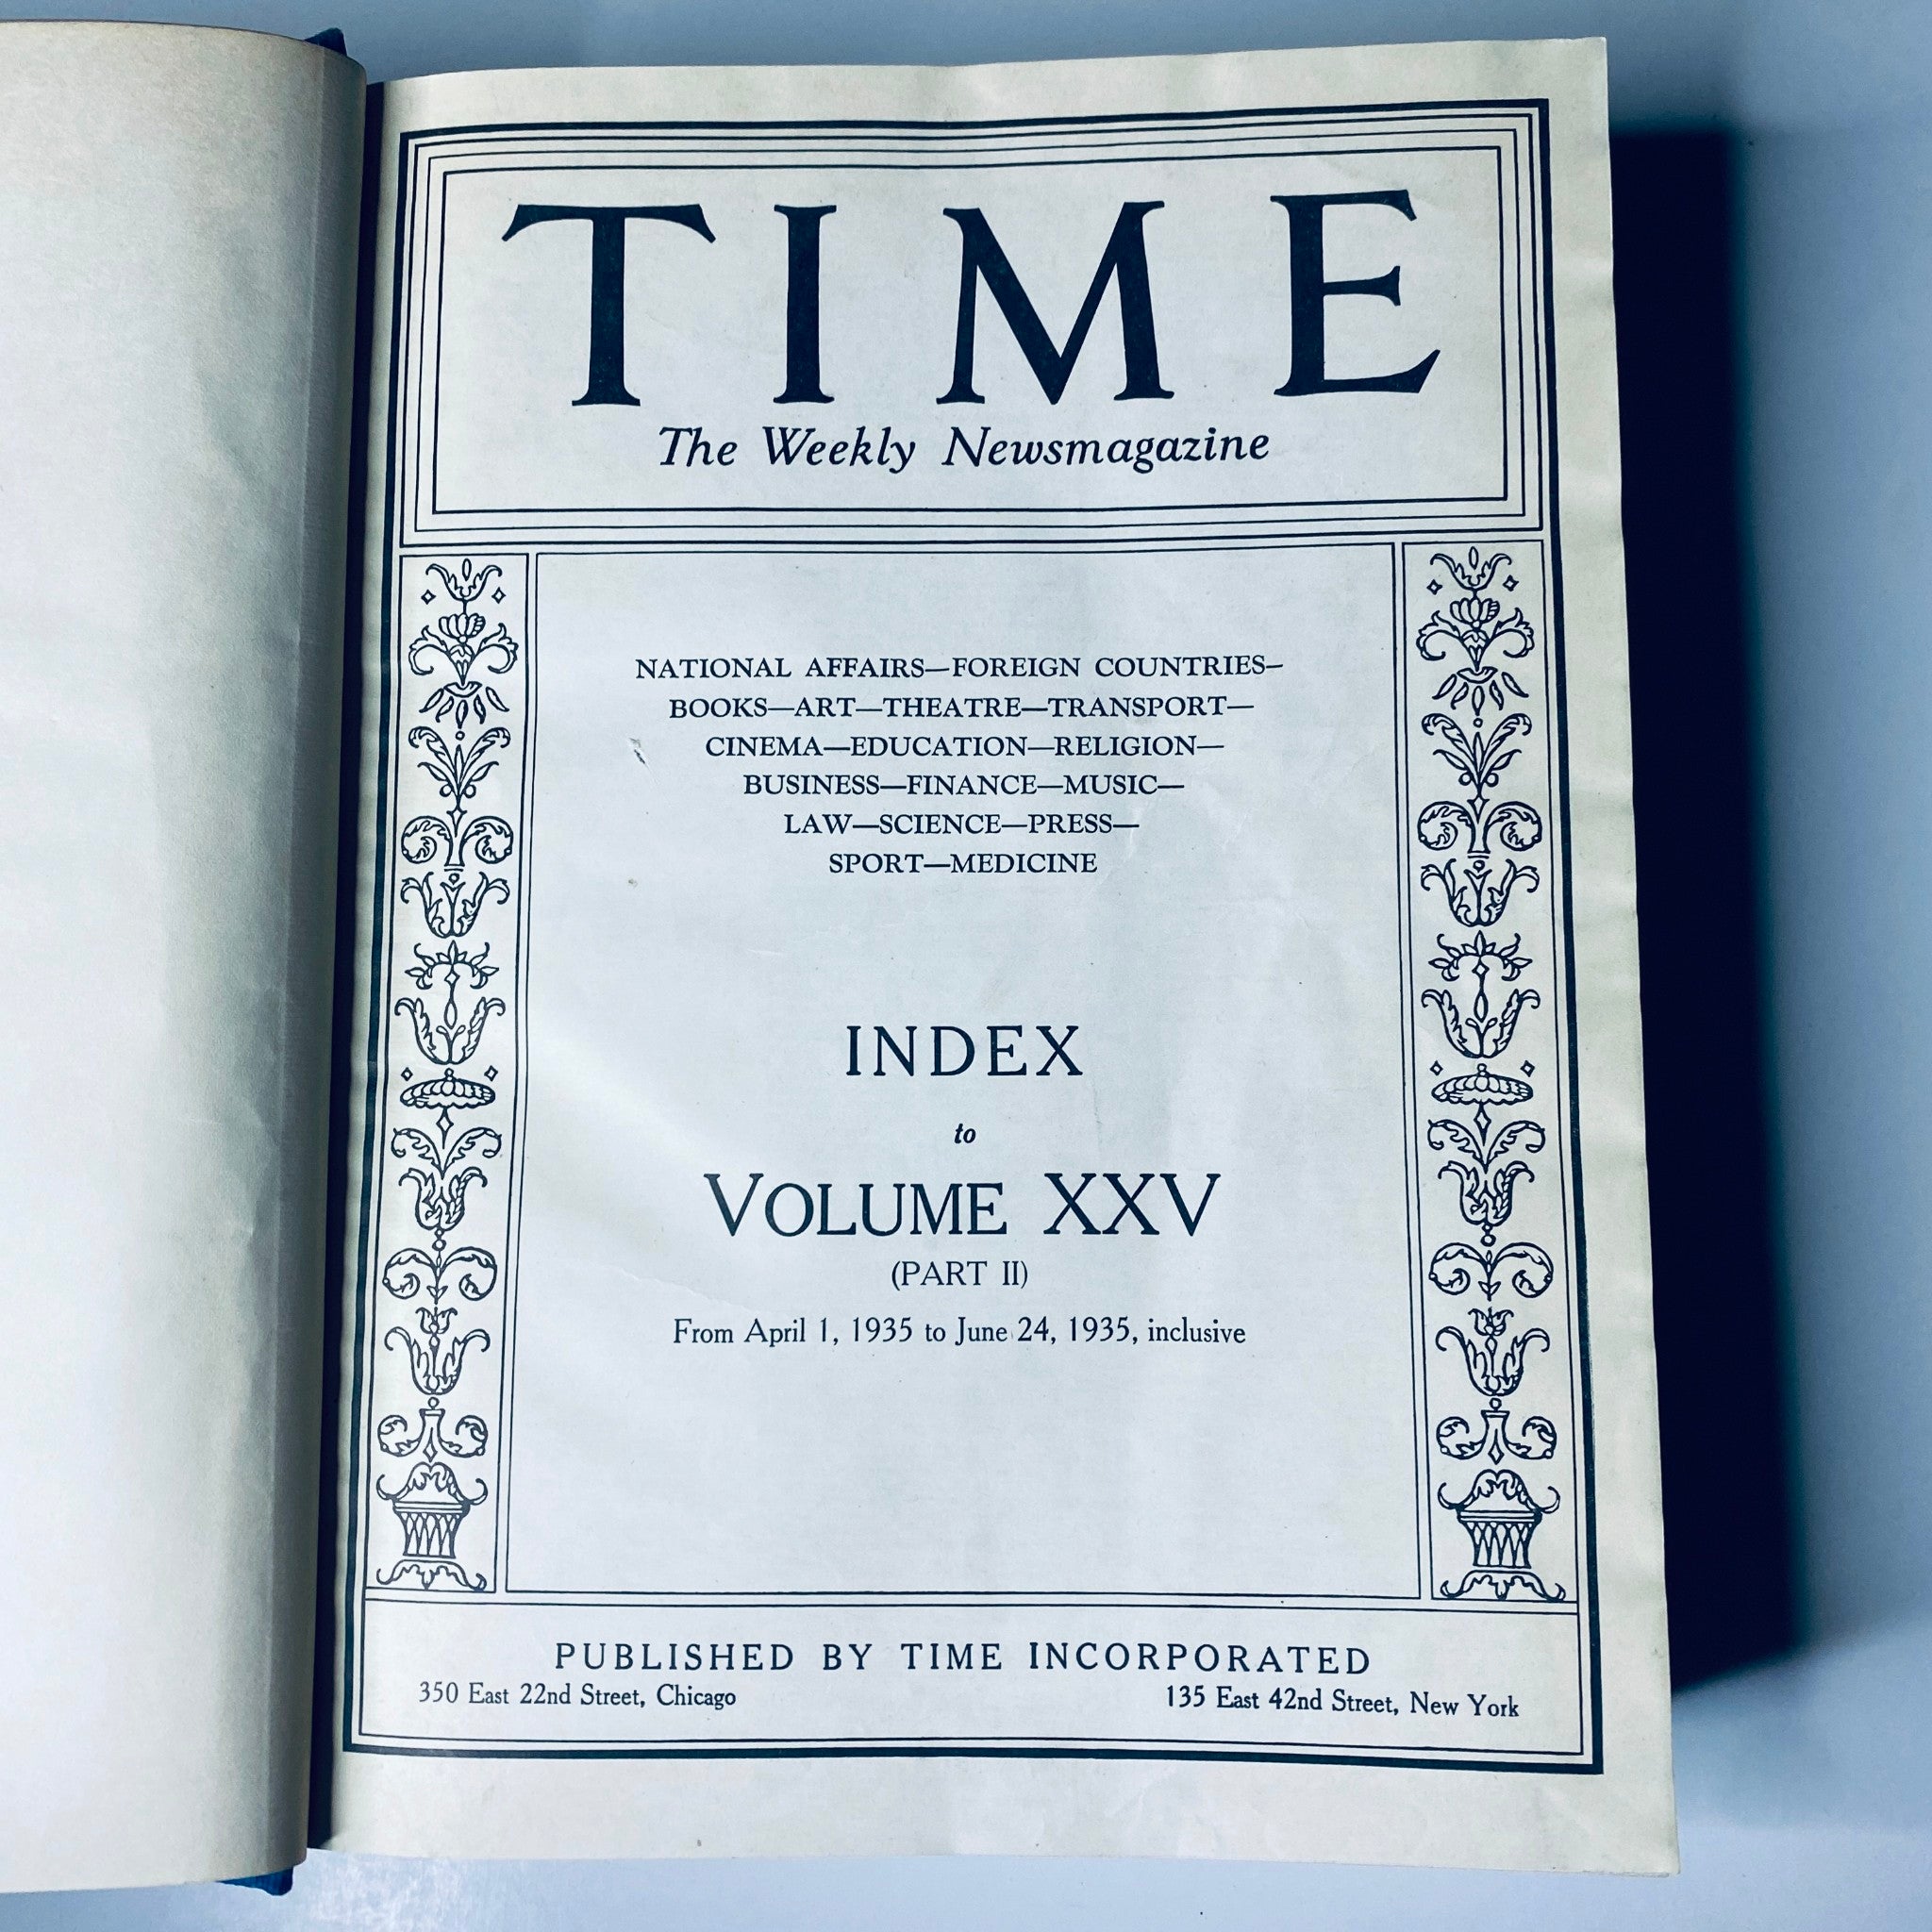 TIME
The Weekly Newsmagazine
NATIONAL AFFAIRS—FOREIGN COUNTRIES—
BOOKS—ART—THEATRE—TRANSPORT—
CINEMA—EDUCATION—RELIGION—
BUSINESS—FINANCE—MUSIC—
LAW—SCIENCE—PRESS—
SPORT—MEDICINE
INDEX
to
VOLUME XXV
(PART II)
From April 1, 1935 to June 24, 1935, inclusive
PUBLISHED BY TIME INCORPORATED
350 East 22nd Street, Chicago
135 East 42nd Street, New York